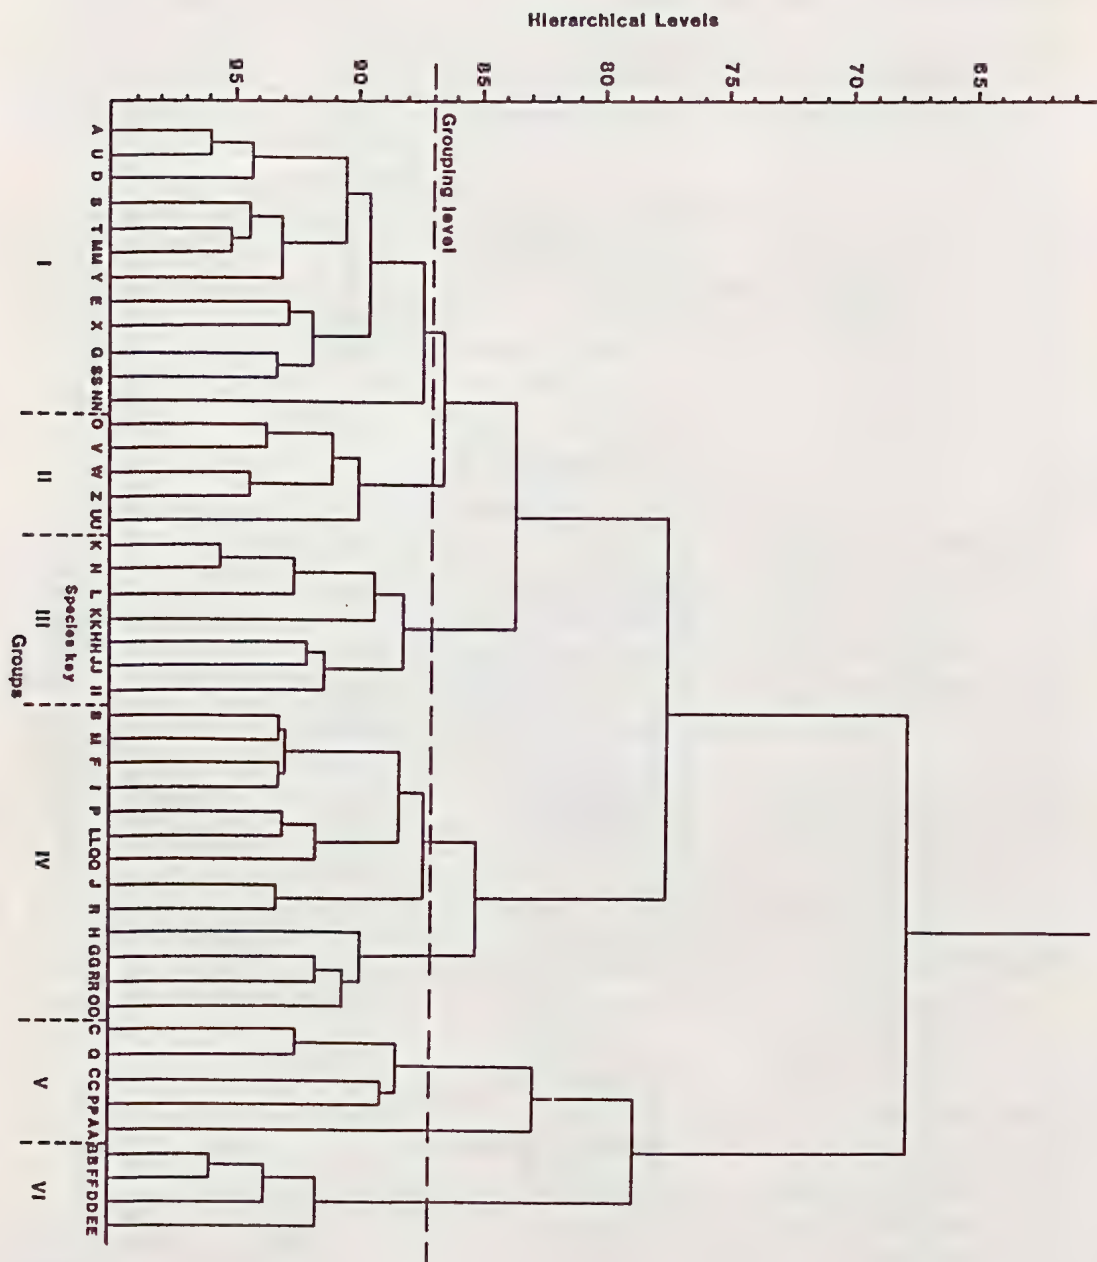 Hierarchical Levels
95 90 85 80 75 70 65
Grouping level
A U D S T MM Y E X G SS NN O V W Z UU K N L KK HH JJ II B M F I P LL QQ J R H GG RR OO C Q CC PP AA BB FF DD EE
Species key
I II III IV V VI
Groups